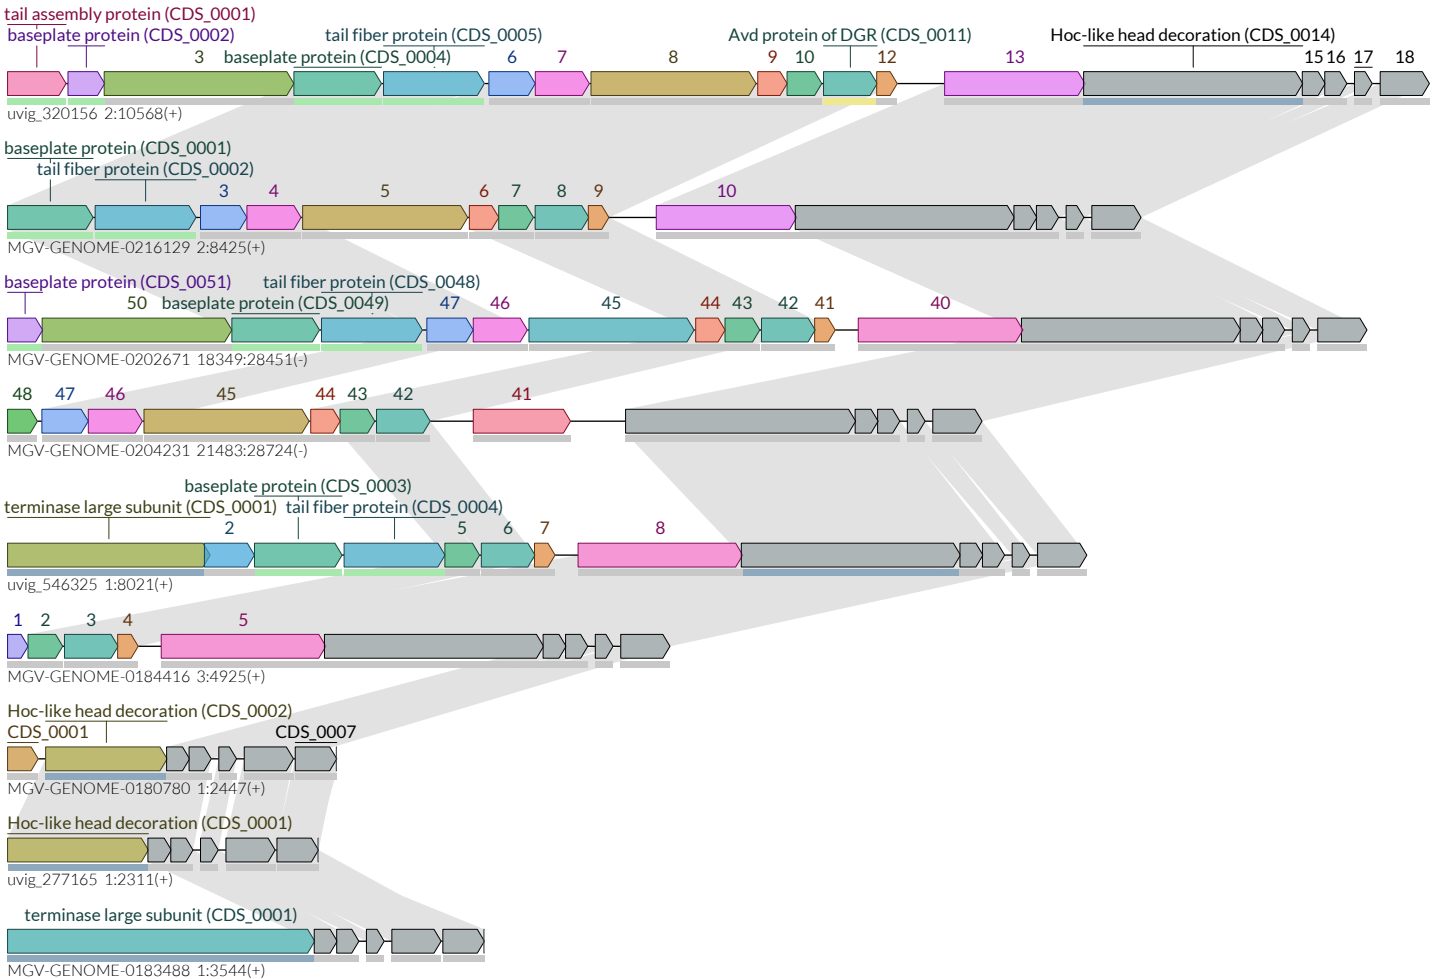 tail assembly protein (CDS_0001)
baseplate protein (CDS_0002) tail fiber protein (CDS_0005) Avd protein of DGR (CDS_0011) Hoc-like head decoration (CDS_0014)
3 baseplate protein (CDS_0004) 6 7 8 9 10 12 13 15 16 17 18
uvig_320156 2:10568(+)
baseplate protein (CDS_0001)
tail fiber protein (CDS_0002)
3 4 5 6 7 8 9 10
MGV-GENOME-0216129 2:8425(+)
baseplate protein (CDS_0051) tail fiber protein (CDS_0048)
50 baseplate protein (CDS_0049) 47 46 45 44 43 42 41 40
MGV-GENOME-0202671 18349:28451(-)
48 47 46 45 44 43 42 41
MGV-GENOME-0204231 21483:28724(-)
baseplate protein (CDS_0003)
terminase large subunit (CDS_0001) tail fiber protein (CDS_0004)
2 5 6 7 8
uvig_546325 1:8021(+)
1 2 3 4 5
MGV-GENOME-0184416 3:4925(+)
Hoc-like head decoration (CDS_0002)
CDS_0001 CDS_0007
MGV-GENOME-0180780 1:2447(+)
Hoc-like head decoration (CDS_0001)
uvig_277165 1:2311(+)
terminase large subunit (CDS_0001)
MGV-GENOME-0183488 1:3544(+)